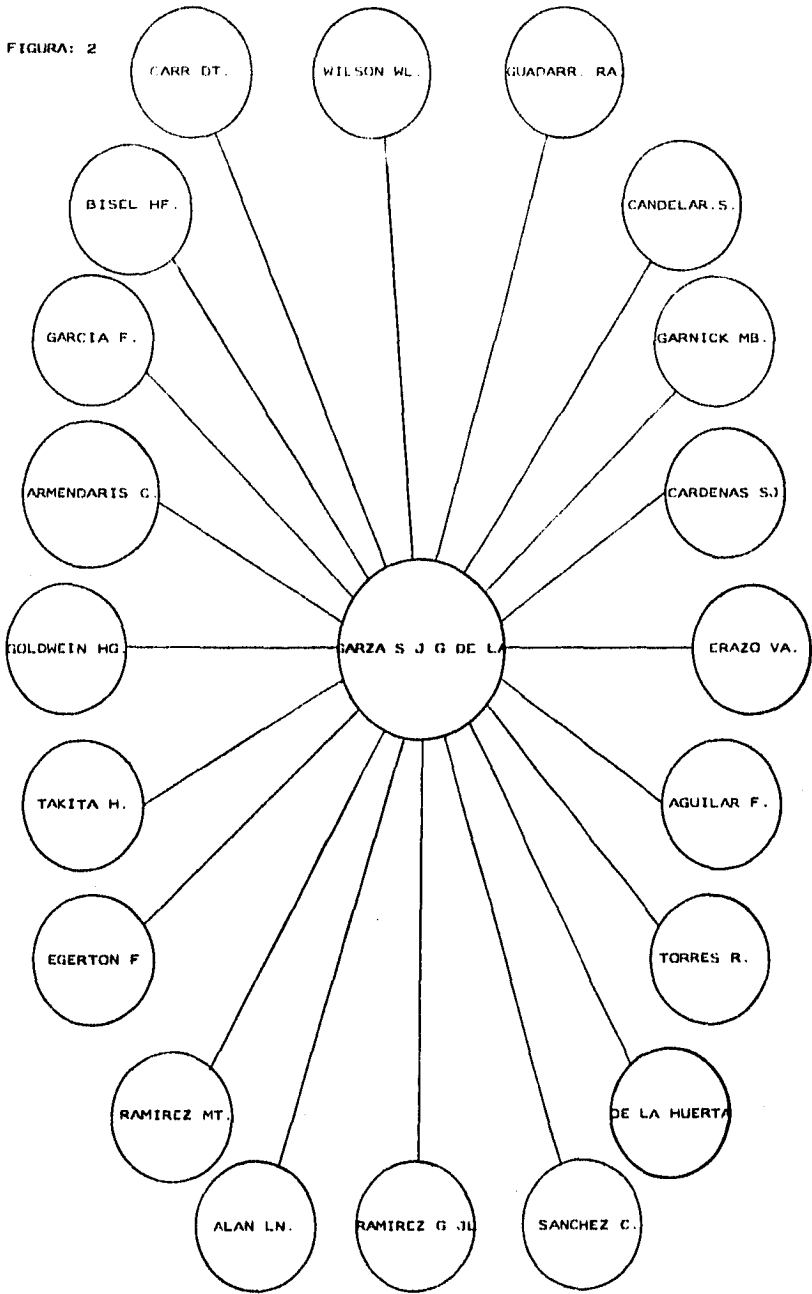 FIGURA: 2
CARR DT.
WILSON WL.
GUADARR. RA
BISEL HF.
CANDELAR.S.
GARCIA F.
GARNICK MB.
ARMENDARIS C.
CARDENAS SJ
GOLDWEIN HG.
GARZA S J G DE LA
ERAZO VA.
TAKITA H.
AGUILAR F.
EGERTON F
TORRES R.
RAMIREZ MT.
DE LA HUERTA
ALAN LN.
RAMIREZ G JL
SANCHEZ C.